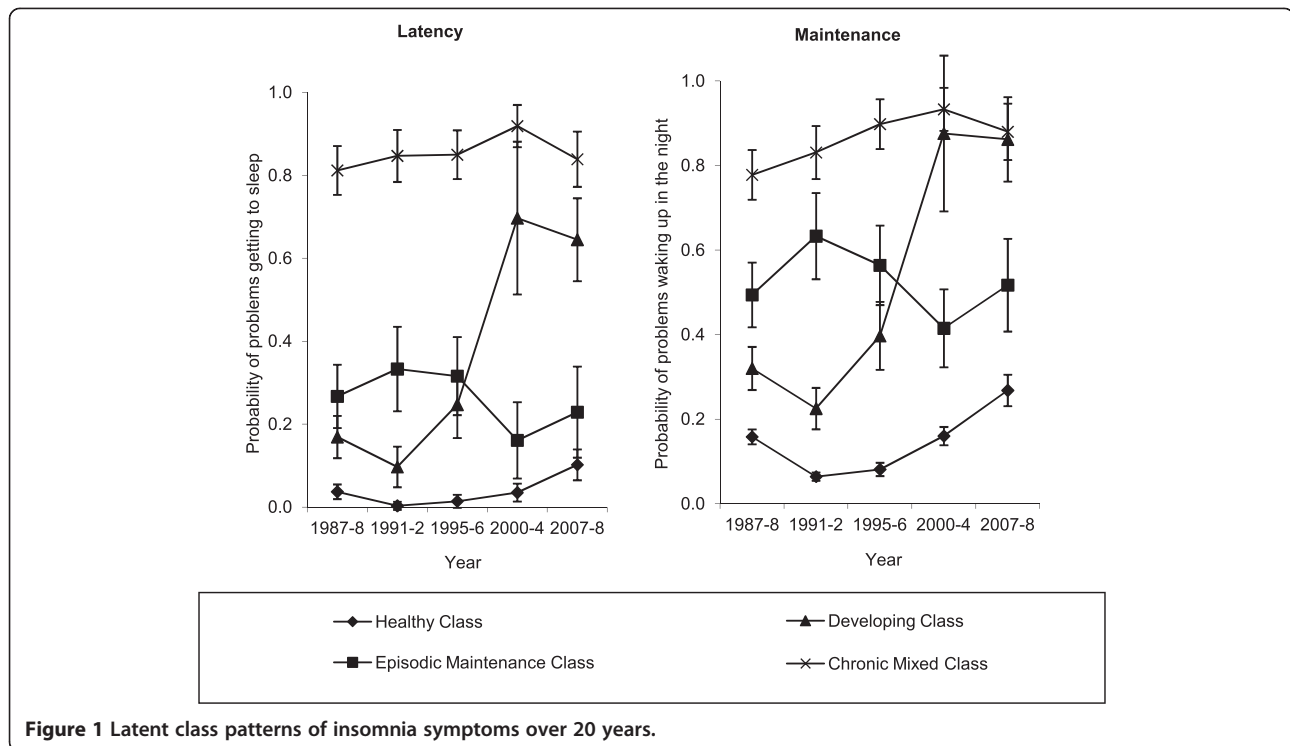 Latency
Probability of problems getting to sleep
1.0
0.8
0.6
0.4
0.2
0.0
1987-8 1991-2 1995-6 2000-4 2007-8
Year
Maintenance
Probability of problems waking up in the night
1.0
0.8
0.6
0.4
0.2
0.0
1987-8 1991-2 1995-6 2000-4 2007-8
Year
Healthy Class
Developing Class
Episodic Maintenance Class
Chronic Mixed Class
Figure 1 Latent class patterns of insomnia symptoms over 20 years.